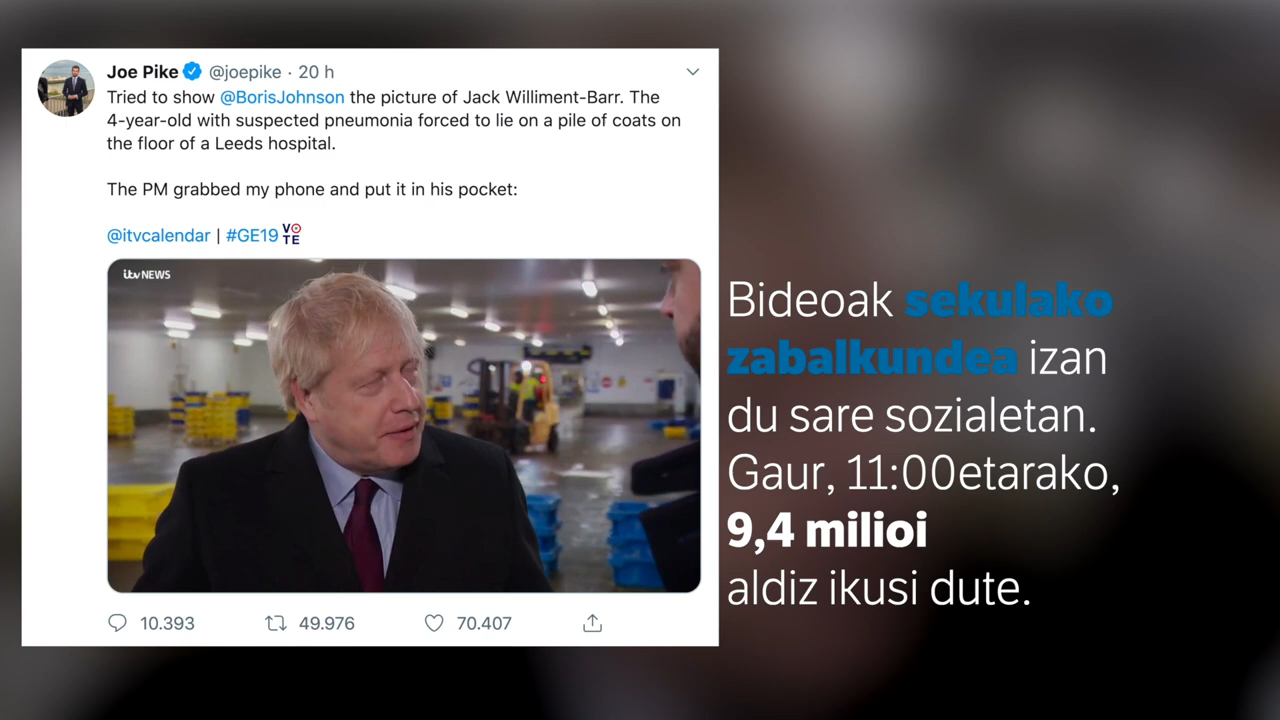 Joe Pike @joepike · 20 h
Tried to show @BorisJohnson the picture of Jack Williment-Barr. The
4-year-old with suspected pneumonia forced to lie on a pile of coats on
the floor of a Leeds hospital.
The PM grabbed my phone and put it in his pocket:
@itvcalendar | #GE19 VOTE
itv NEWS
10.393 49.976 70.407
Bideoak sekulako
zabalkundea izan
du sare sozialetan.
Gaur, 11:00etarako,
9,4 milioi
aldiz ikusi dute.